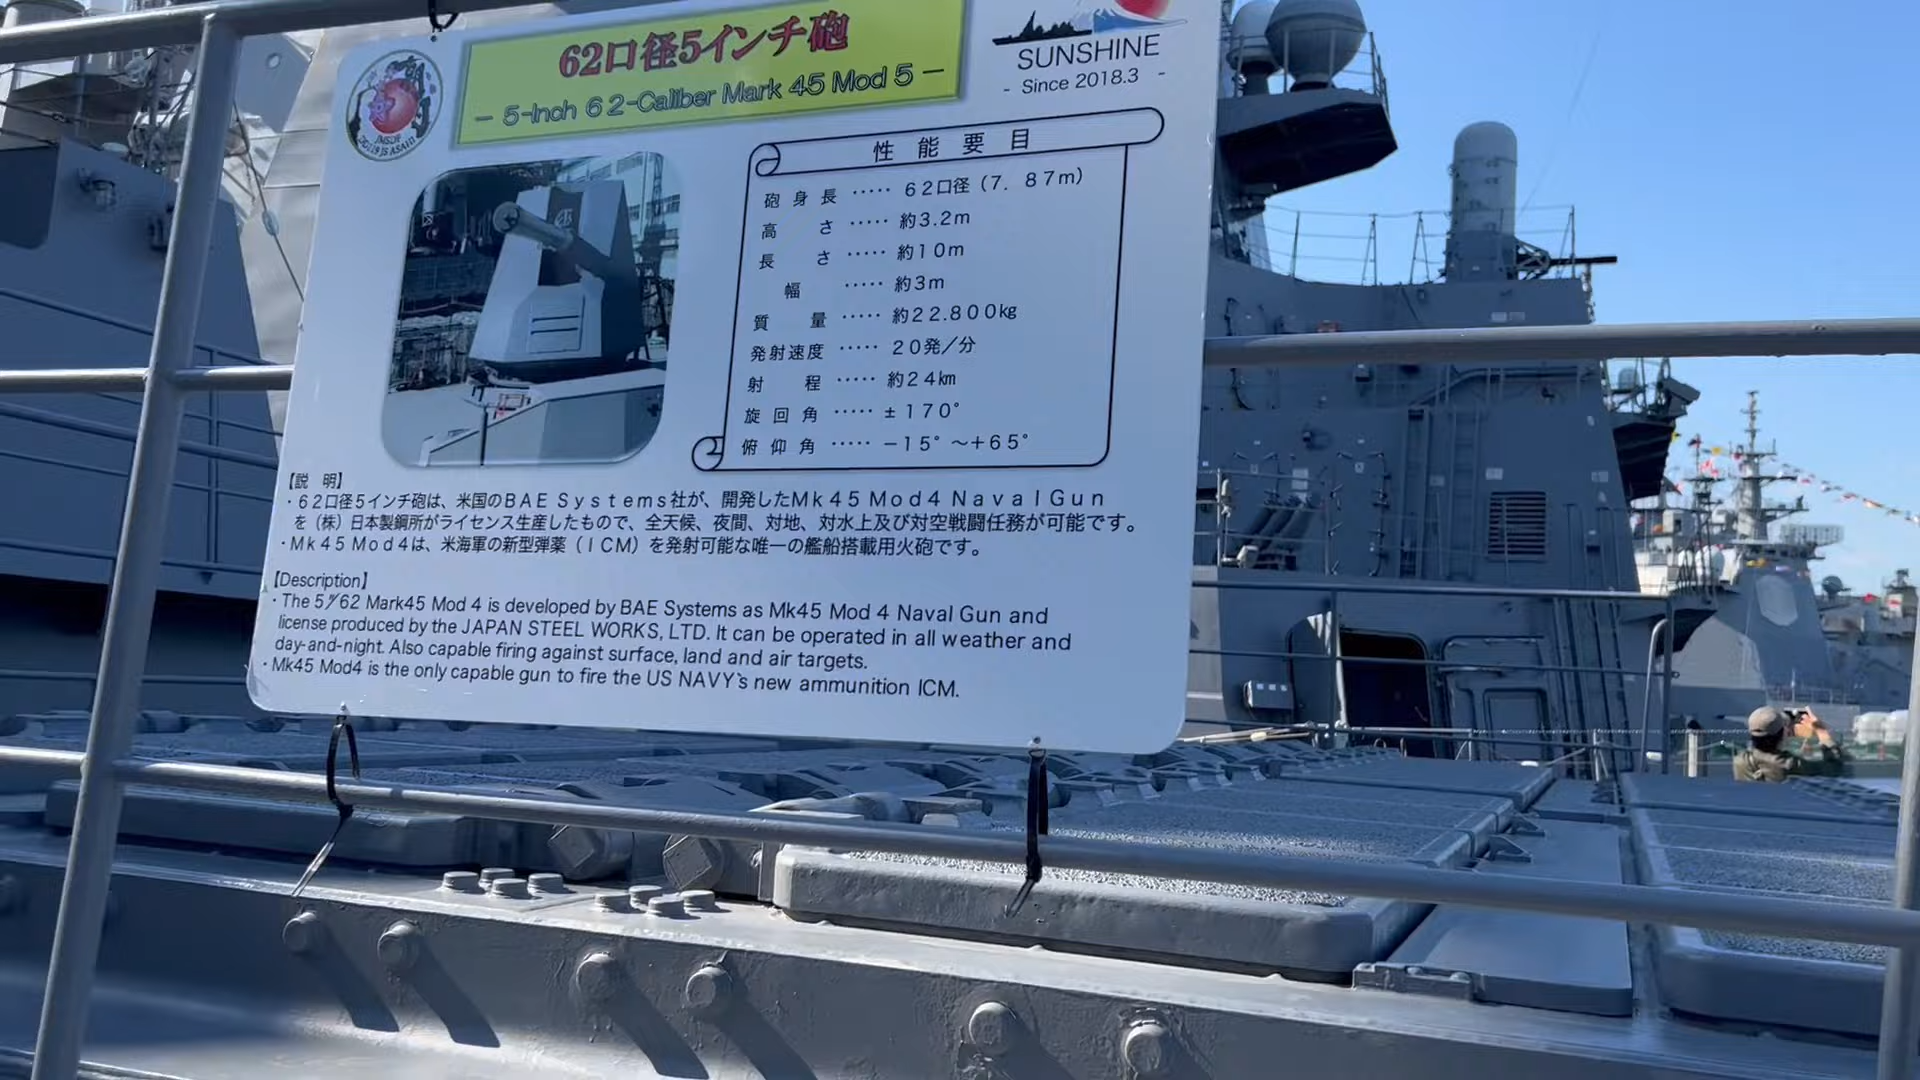 62口径5インチ砲
— 5-Inch 62-Caliber Mark 45 Mod 5 —
SUNSHINE
- Since 2018.3 -
JMSDF
DD119 JS ASAHI
性能要目
砲身長 ‥‥‥ 62口径(7.87m)
高さ ‥‥‥ 約3.2m
長さ ‥‥‥ 約10m
幅 ‥‥‥ 約3m
質量 ‥‥‥ 約22.800kg
発射速度 ‥‥‥ 20発/分
射程 ‥‥‥ 約24km
旋回角 ‥‥‥ ±170°
俯仰角 ‥‥‥ -15° ~+65°
【説 明】
・62口径5インチ砲は、米国のBAE Systems社が、開発したMk45 Mod4 Naval Gun
を(株)日本製鋼所がライセンス生産したもので、全天候、夜間、対地、対水上及び対空戦闘任務が可能です。
・Mk45 Mod4は、米海軍の新型弾薬(ICM)を発射可能な唯一の艦船搭載用火砲です。
【Description】
・The 5"/62 Mark45 Mod 4 is developed by BAE Systems as Mk45 Mod 4 Naval Gun and
license produced by the JAPAN STEEL WORKS, LTD. It can be operated in all weather and
day-and-night. Also capable firing against surface, land and air targets.
・Mk45 Mod4 is the only capable gun to fire the US NAVY`s new ammunition ICM.